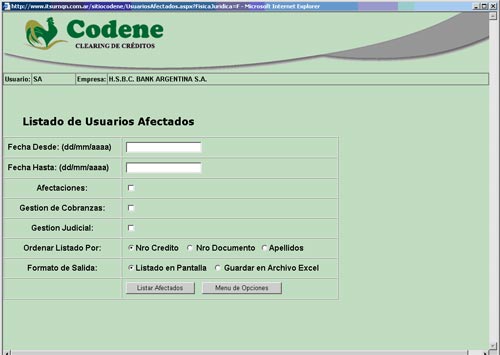 http://www.itsurnqn.com.ar/sitiocodene/UsuariosAfectados.aspx?FisicaJuridica=F - Microsoft Internet Explorer
Codene
CLEARING DE CRÉDITOS
Usuario: SA Empresa: H.S.B.C. BANK ARGENTINA S.A.
Listado de Usuarios Afectados
Fecha Desde: (dd/mm/aaaa)
Fecha Hasta: (dd/mm/aaaa)
Afectaciones:
Gestion de Cobranzas:
Gestion Judicial:
Ordenar Listado Por: Nro Credito Nro Documento Apellidos
Formato de Salida: Listado en Pantalla Guardar en Archivo Excel
Listar Afectados Menu de Opciones